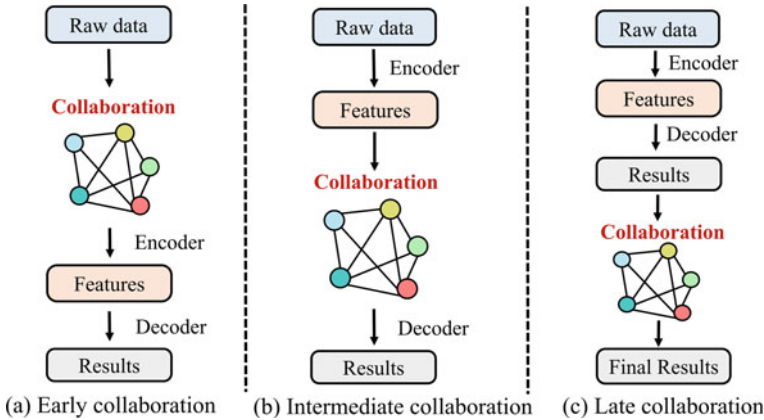 Raw data
Collaboration
Encoder
Features
Decoder
Results
(a) Early collaboration
Raw data
Encoder
Features
Collaboration
Decoder
Results
(b) Intermediate collaboration
Raw data
Encoder
Features
Decoder
Results
Collaboration
Final Results
(c) Late collaboration